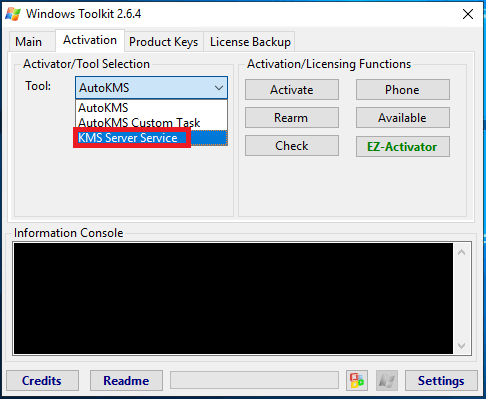 Windows Toolkit 2.6.4
Main Activation Product Keys License Backup
Activator/Tool Selection
Tool: AutoKMS
AutoKMS
AutoKMS Custom Task
KMS Server Service
Activation/Licensing Functions
Activate Phone
Rearm Available
Check EZ-Activator
Information Console
Credits Readme Settings